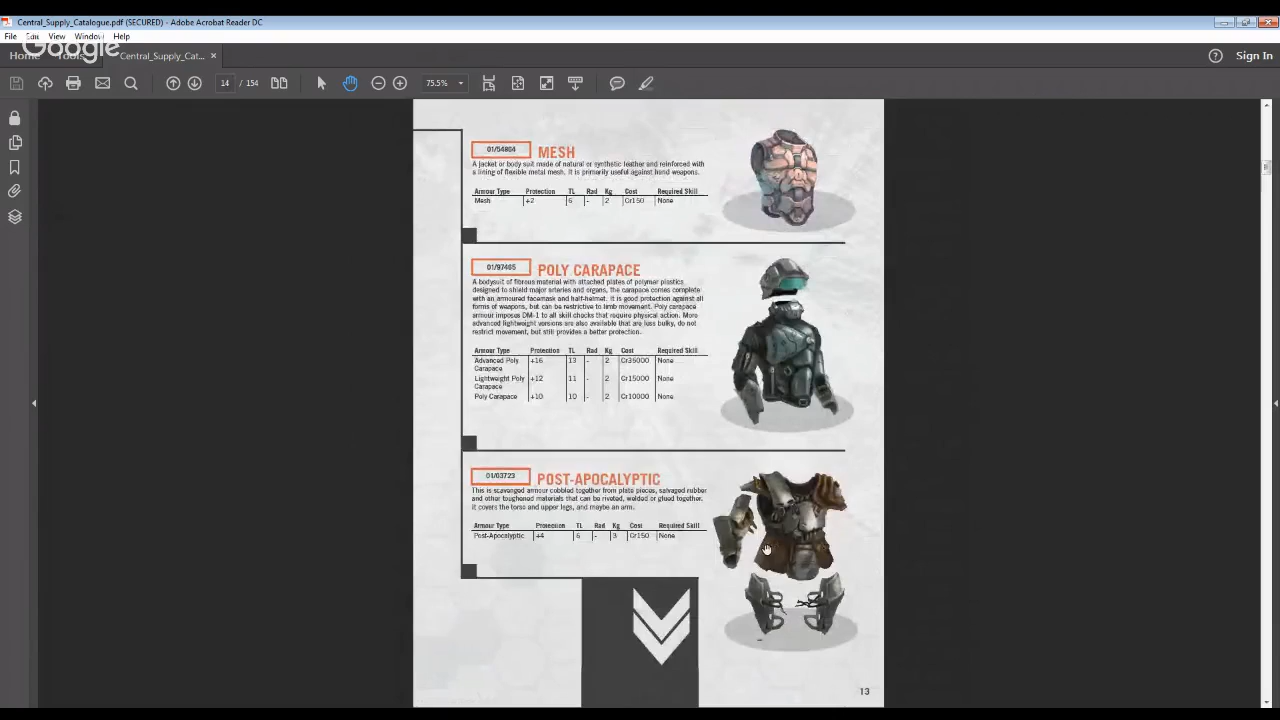 Central_Supply_Catalogue.pdf (SECURED) - Adobe Acrobat Reader DC
File Edit View Window Help
Google
Home Tools Central_Supply_Cat... × ? Sign In
14 / 154 75.5%
01/54804 MESH
A jacket or body suit made of natural or synthetic leather and reinforced with
a lining of flexible metal mesh. It is primarily useful against hand weapons.
Armour Type Protection TL Rad Kg Cost Required Skill
Mesh +2 6 - 2 Cr150 None
01/97465 POLY CARAPACE
A bodysuit of fibrous material with attached plates of polymer plastics
designed to shield major arteries and organs, the carapace comes complete
with an armoured facemask and half-helmet. It is good protection against all
forms of weapons, but can be restrictive to limb movement. Poly carapace
armour imposes DM-1 to all skill checks that require physical action. More
advanced lightweight versions are also available that are less bulky, do not
restrict movement, but still provides a better protection.
Armour Type Protection TL Rad Kg Cost Required Skill
Advanced Poly +16 13 - 2 Cr35000 None
Carapace
Lightweight Poly +12 11 - 2 Cr15000 None
Carapace
Poly Carapace +10 10 - 2 Cr10000 None
01/03723 POST-APOCALYPTIC
This is scavenged armour cobbled together from plate pieces, salvaged rubber
and other toughened materials that can be riveted, welded or glued together.
It covers the torso and upper legs, and maybe an arm.
Armour Type Protection TL Rad Kg Cost Required Skill
Post-Apocalyptic +4 6 - 3 Cr150 None
13